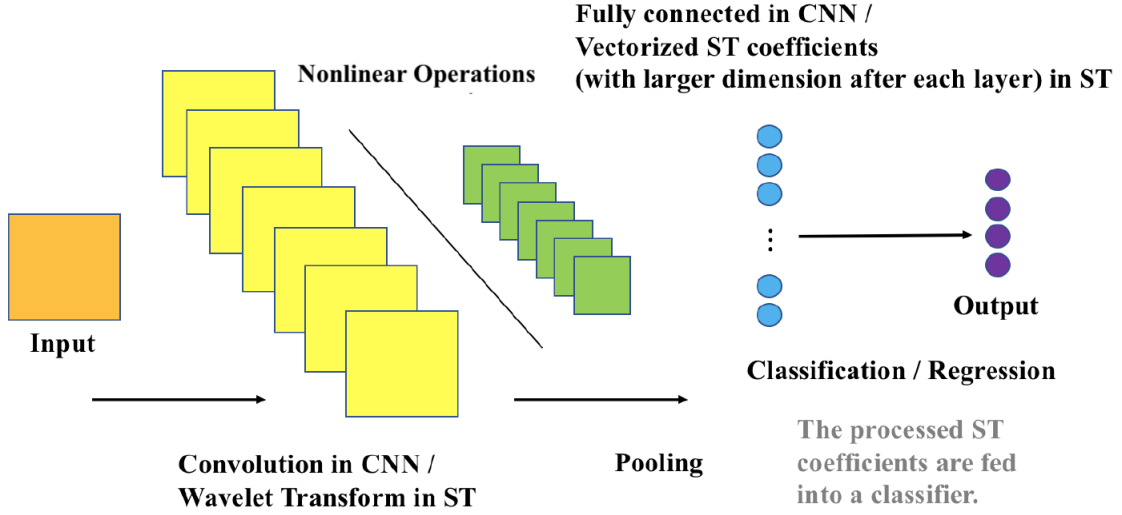 Fully connected in CNN /
Vectorized ST coefficients
(with larger dimension after each layer) in ST
Nonlinear Operations
Input
Output
Classification / Regression
Convolution in CNN /
Wavelet Transform in ST
Pooling
The processed ST
coefficients are fed
into a classifier.